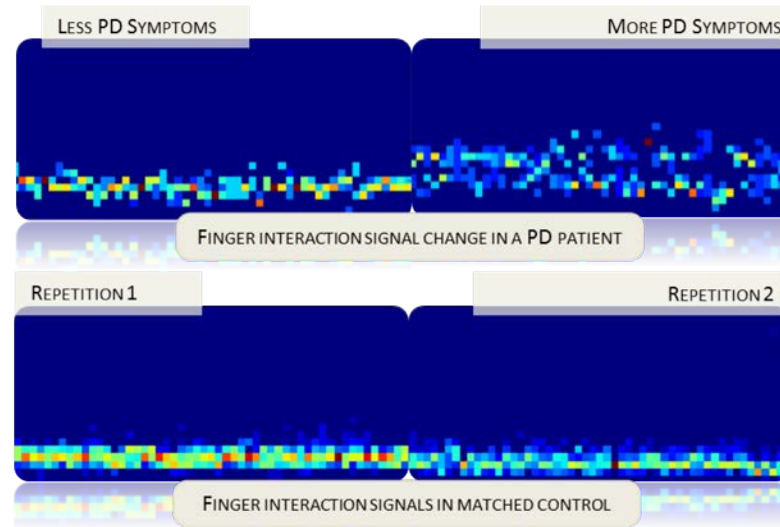 LESS PD SYMPTOMS
MORE PD SYMPTOMS
FINGER INTERACTION SIGNAL CHANGE IN A PD PATIENT
REPETITION 1
REPETITION 2
FINGER INTERACTION SIGNALS IN MATCHED CONTROL